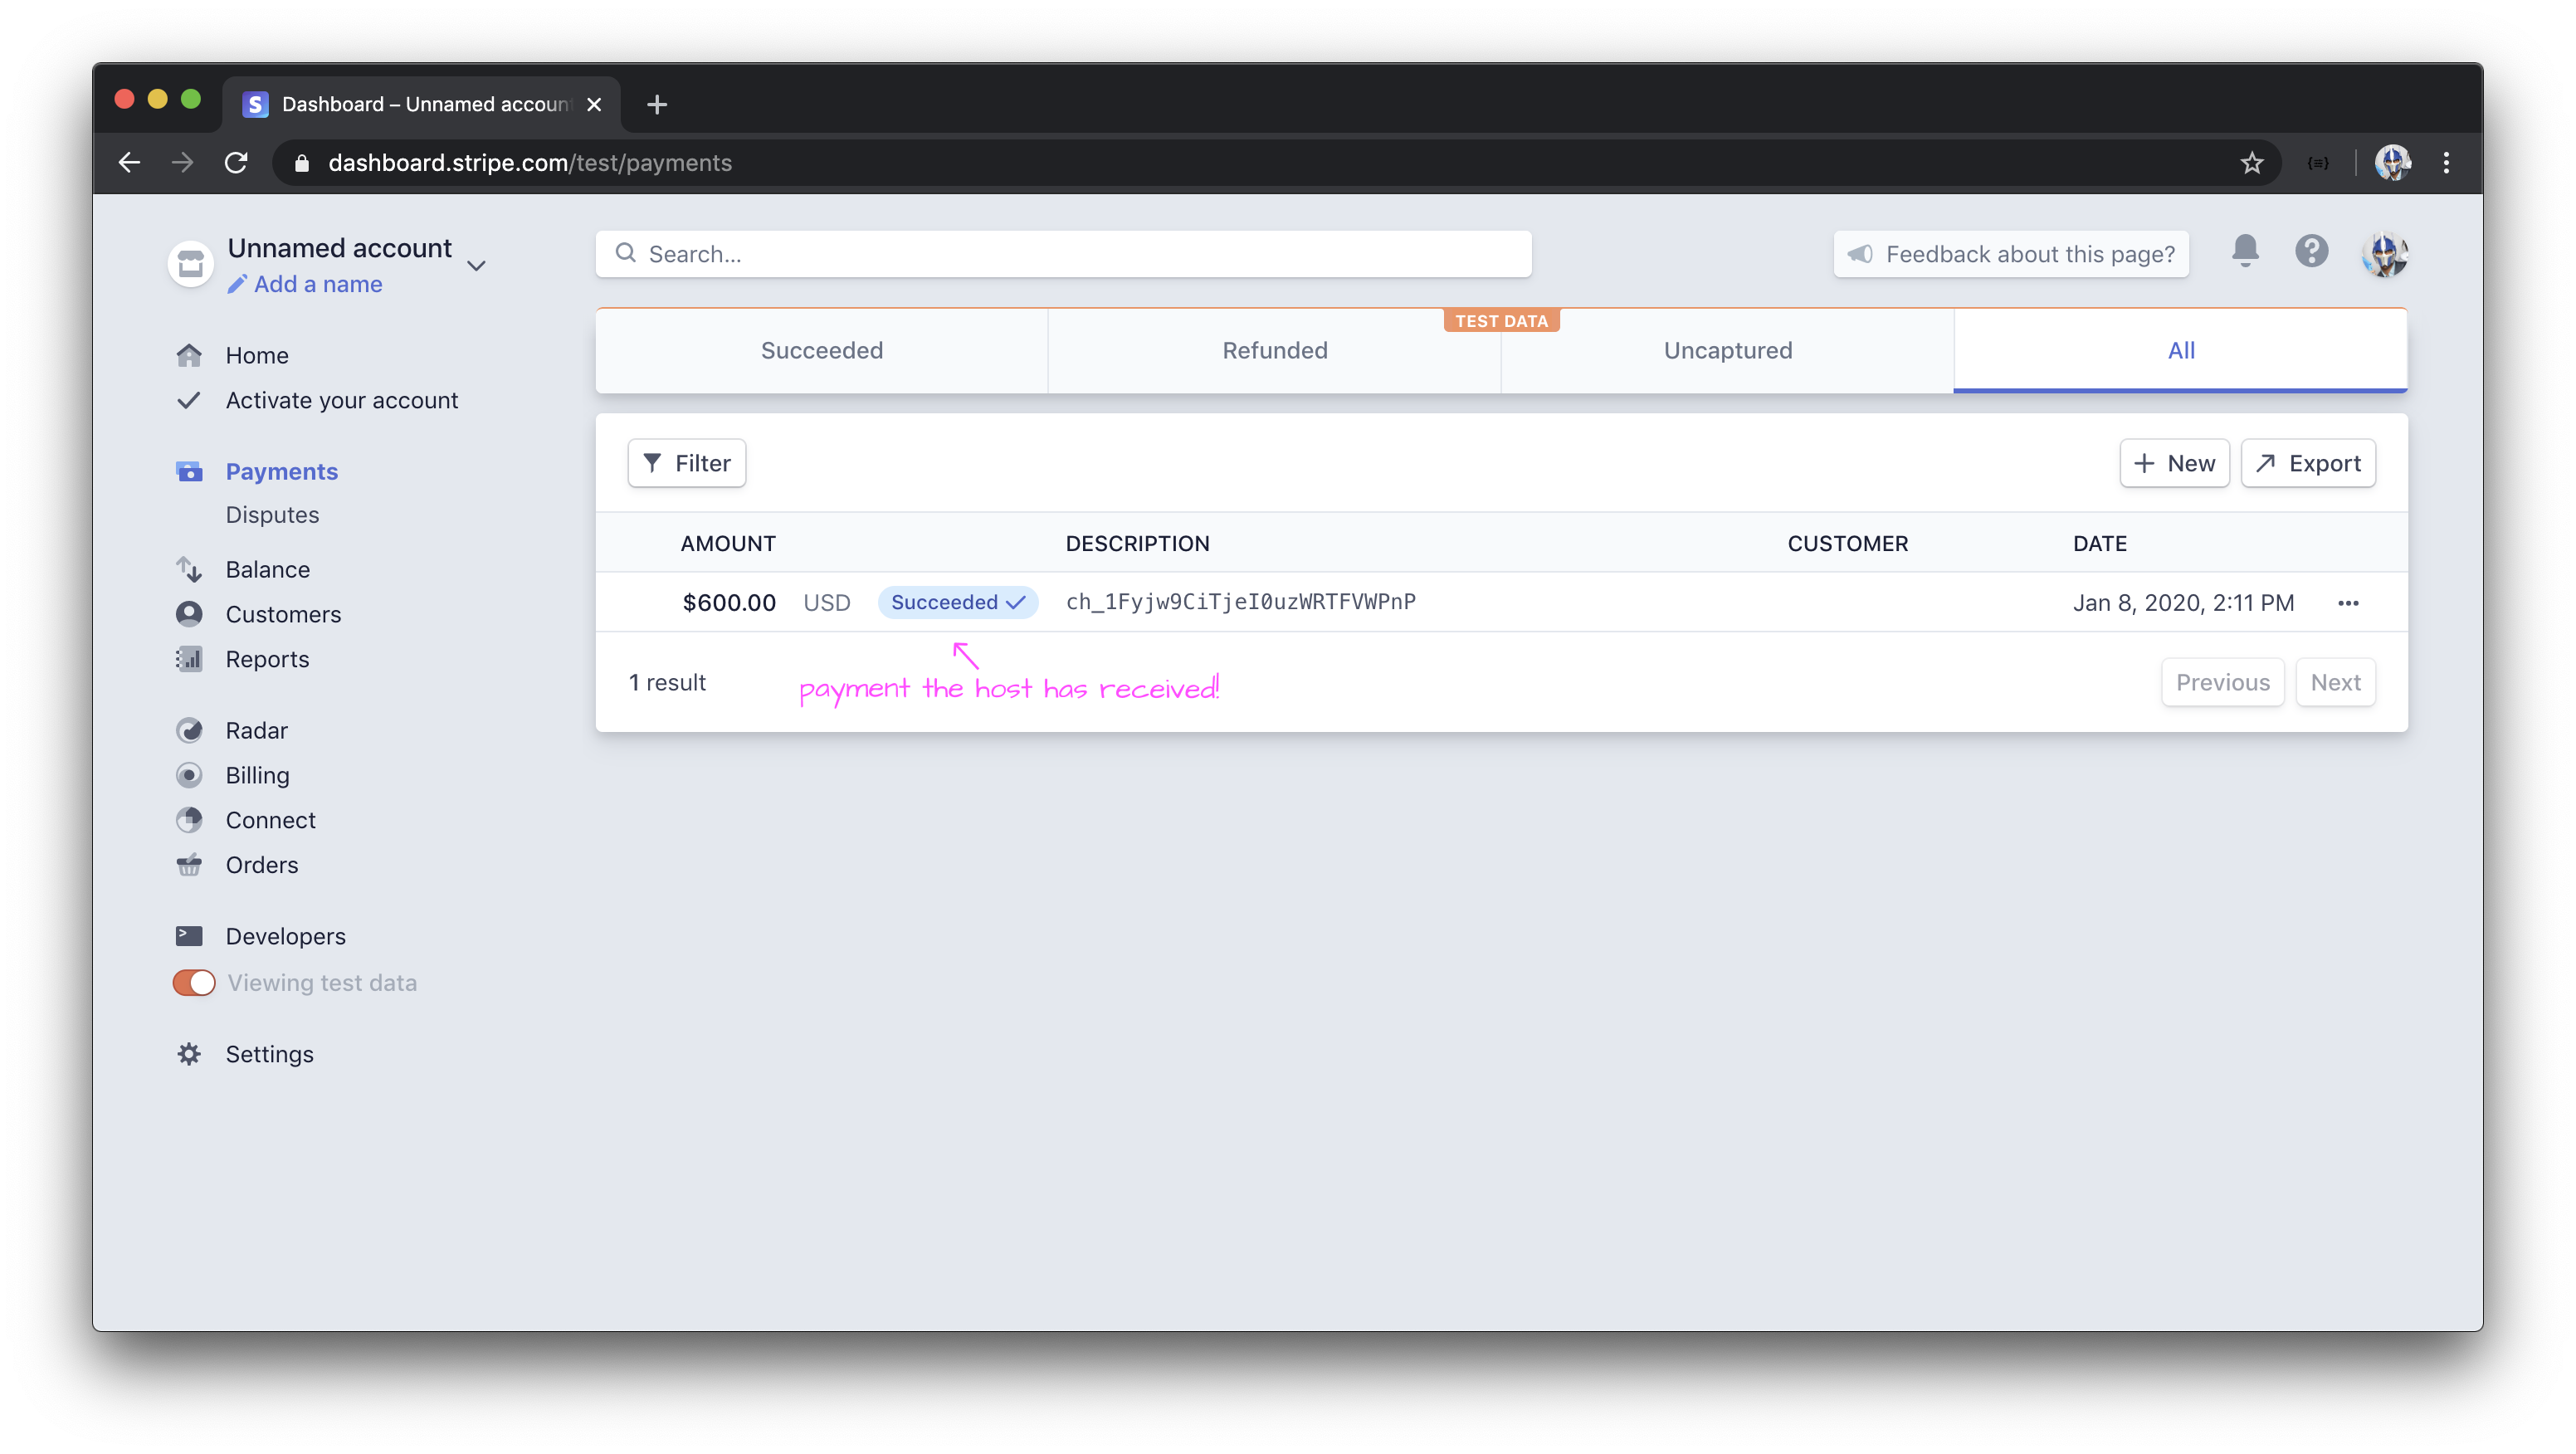 Dashboard – Unnamed accoun
dashboard.stripe.com/test/payments
Unnamed account
Add a name
Search...
Feedback about this page?
Home
Activate your account
Payments
Disputes
Balance
Customers
Reports
Radar
Billing
Connect
Orders
Developers
Viewing test data
Settings
TEST DATA
Succeeded Refunded Uncaptured All
Filter New Export
AMOUNT DESCRIPTION CUSTOMER DATE
$600.00 USD Succeeded ch_1Fyjw9CiTjeI0uzWRTFVWPnP Jan 8, 2020, 2:11 PM
payment the host has received!
1 result Previous Next